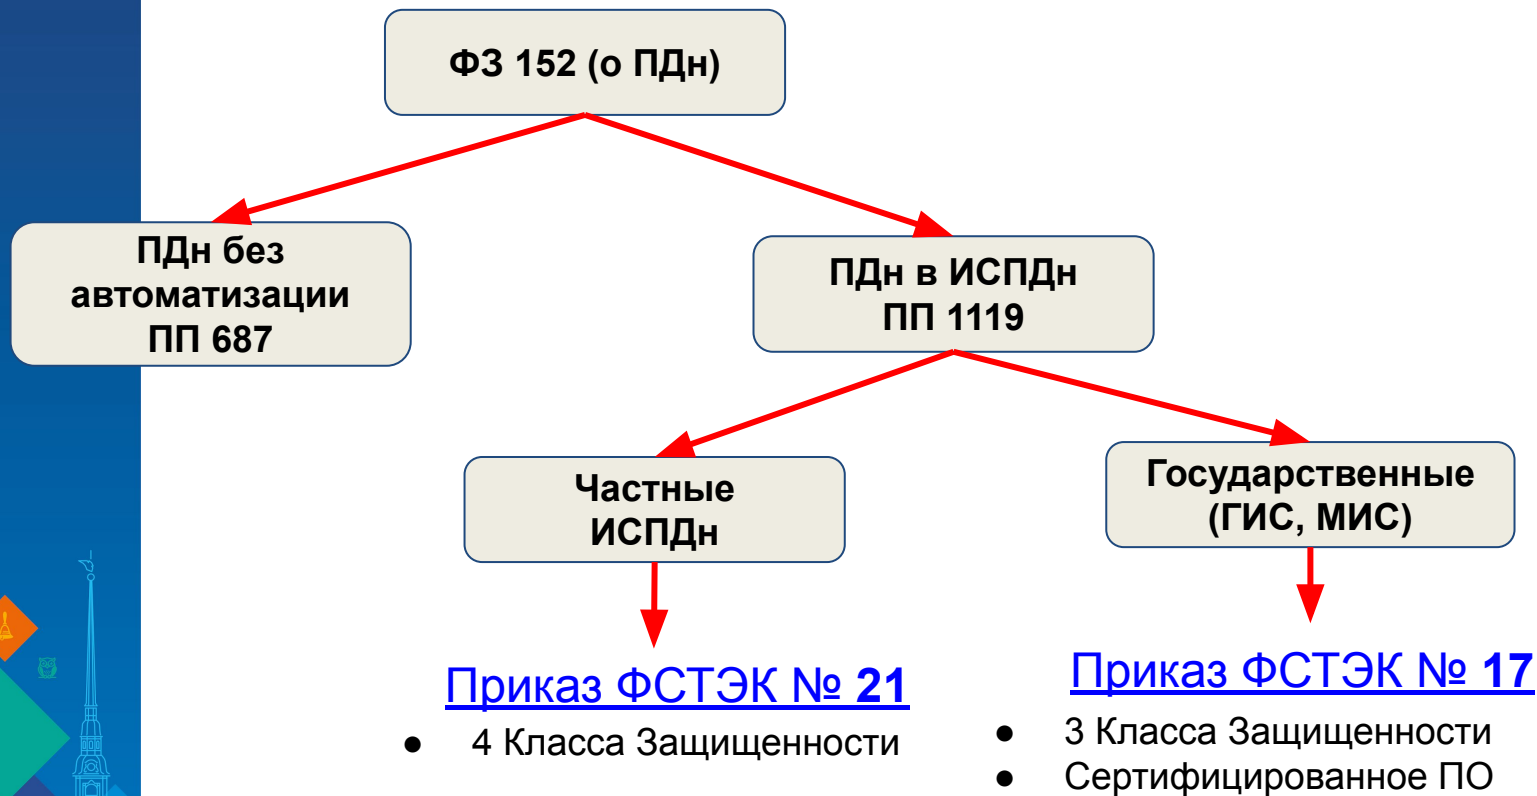 ФЗ 152 (о ПДн)
ПДн без
автоматизации
ПП 687
ПДн в ИСПДн
ПП 1119
Частные
ИСПДн
Государственные
(ГИС, МИС)
Приказ ФСТЭК № 21
● 4 Класса Защищенности
Приказ ФСТЭК № 17
● 3 Класса Защищенности
● Сертифицированное ПО